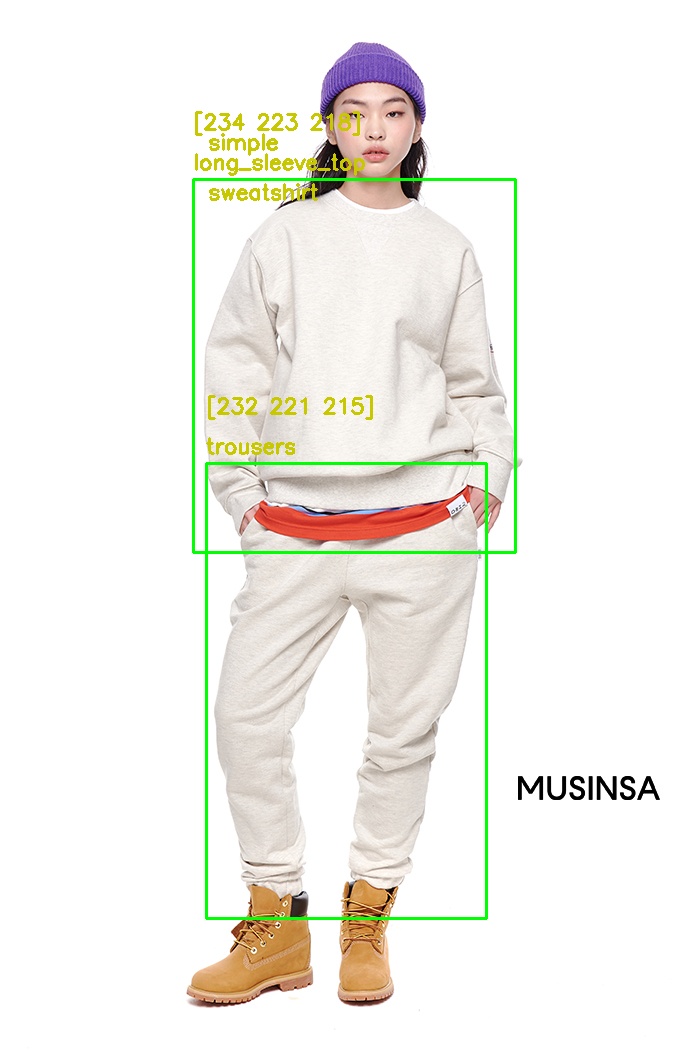 [234 223 218]
simple
long_sleeve_top
sweatshirt
[232 221 215]
trousers
MUSINSA